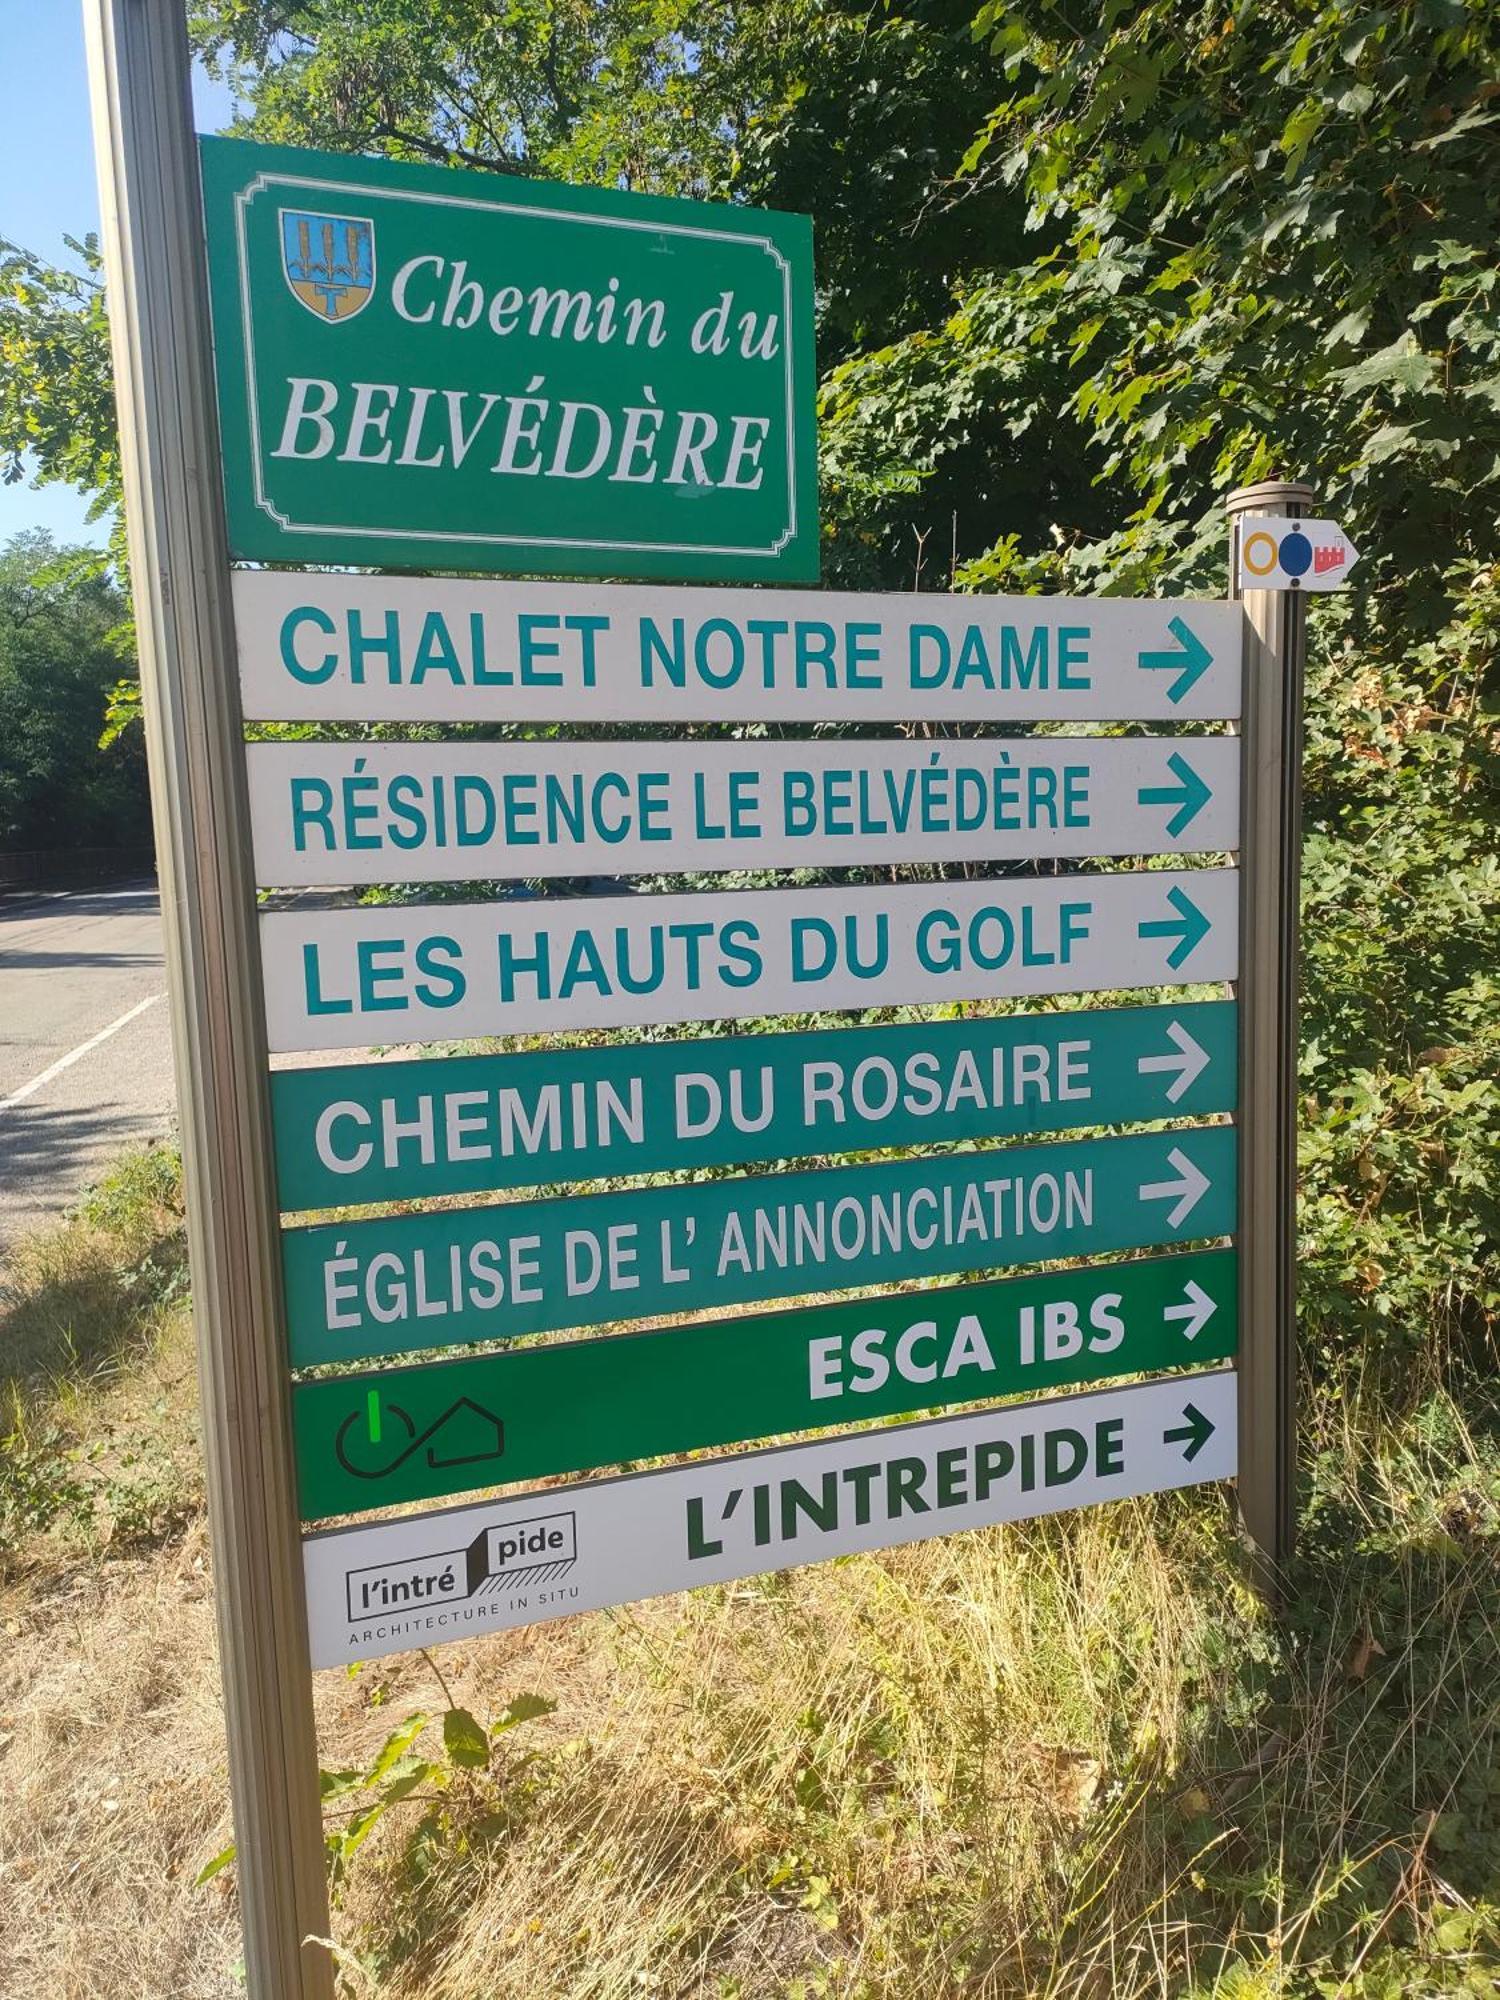 Chemin du
BELVÉDÈRE
CHALET NOTRE DAME
RÉSIDENCE LE BELVÉDÈRE
LES HAUTS DU GOLF
CHEMIN DU ROSAIRE
ÉGLISE DE L' ANNONCIATION
ESCA IBS
l'intré pide
ARCHITECTURE IN SITU
L'INTREPIDE